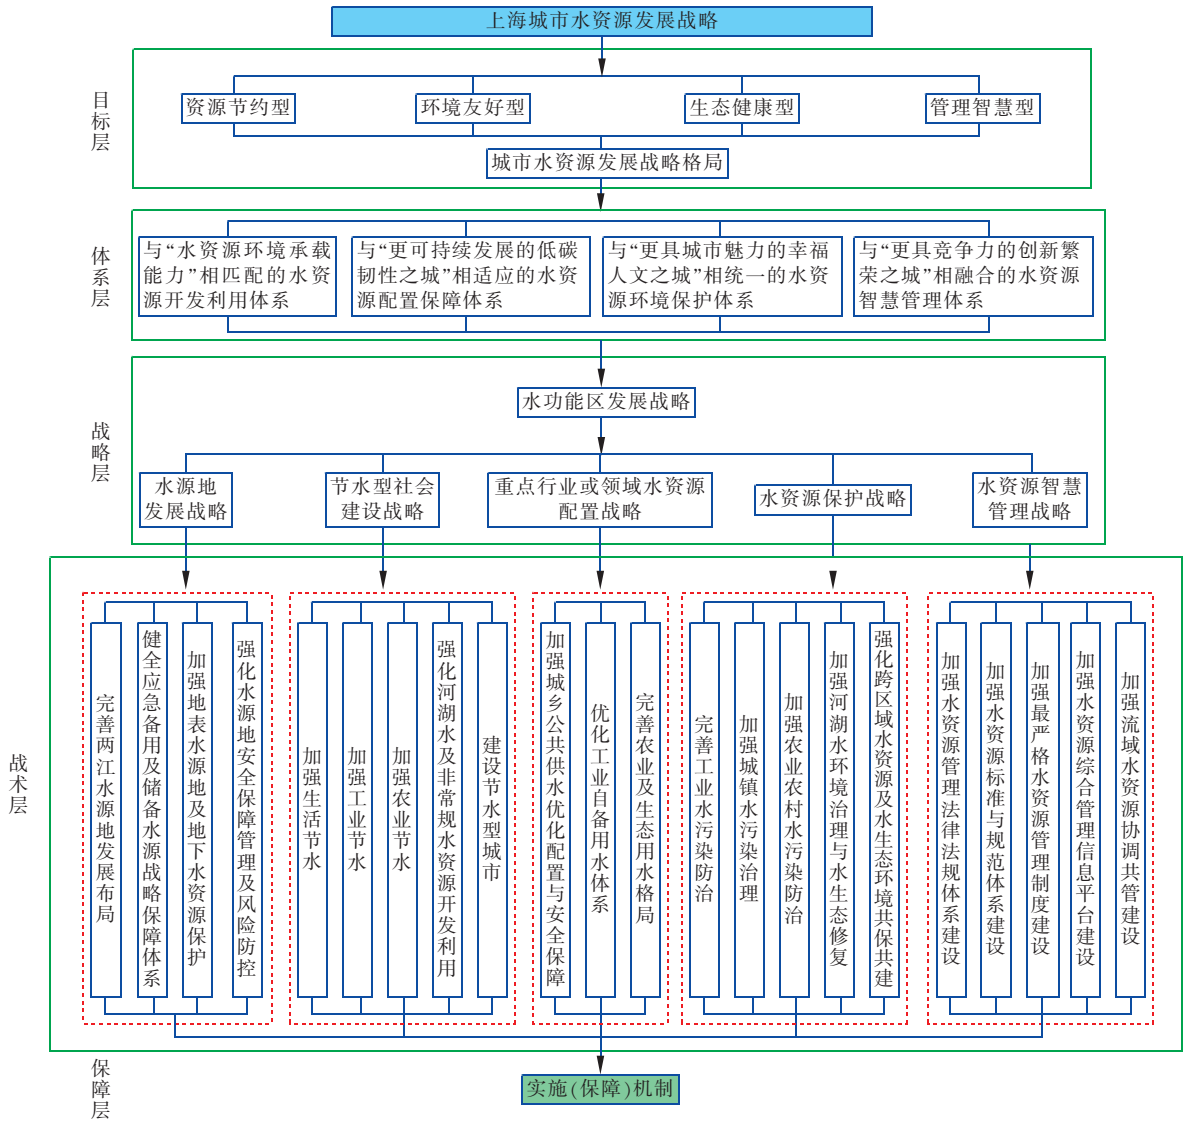 上海城市水资源发展战略
目标层
资源节约型
环境友好型
生态健康型
管理智慧型
城市水资源发展战略格局
体系层
与“水资源环境承载
能力”相匹配的水资
源开发利用体系
与“更可持续发展的低碳
韧性之城”相适应的水资
源配置保障体系
与“更具城市魅力的幸福
人文之城”相统一的水资
源环境保护体系
与“更具竞争力的创新繁
荣之城”相融合的水资源
智慧管理体系
战略层
水功能区发展战略
水源地
发展战略
节水型社会
建设战略
重点行业或领域水资源
配置战略
水资源保护战略
水资源智慧
管理战略
战术层
完善两江水源地发展布局
健全应急备用及储备水源战略保障体系
加强地表水源地及地下水资源保护
强化水源地安全保障管理及风险防控
加强生活节水
加强工业节水
加强农业节水
强化河湖水及非常规水资源开发利用
建设节水型城市
加强城乡公共供水优化配置与安全保障
优化工业自备用水体系
完善农业及生态用水格局
完善工业水污染防治
加强城镇水污染治理
加强农业农村水污染防治
加强河湖水环境治理与水生态修复
强化跨区域水资源及水生态环境共保共建
加强水资源管理法律法规体系建设
加强水资源标准与规范体系建设
加强最严格水资源管理制度建设
加强水资源综合管理信息平台建设
加强流域水资源协调共管建设
保障层
实施(保障)机制